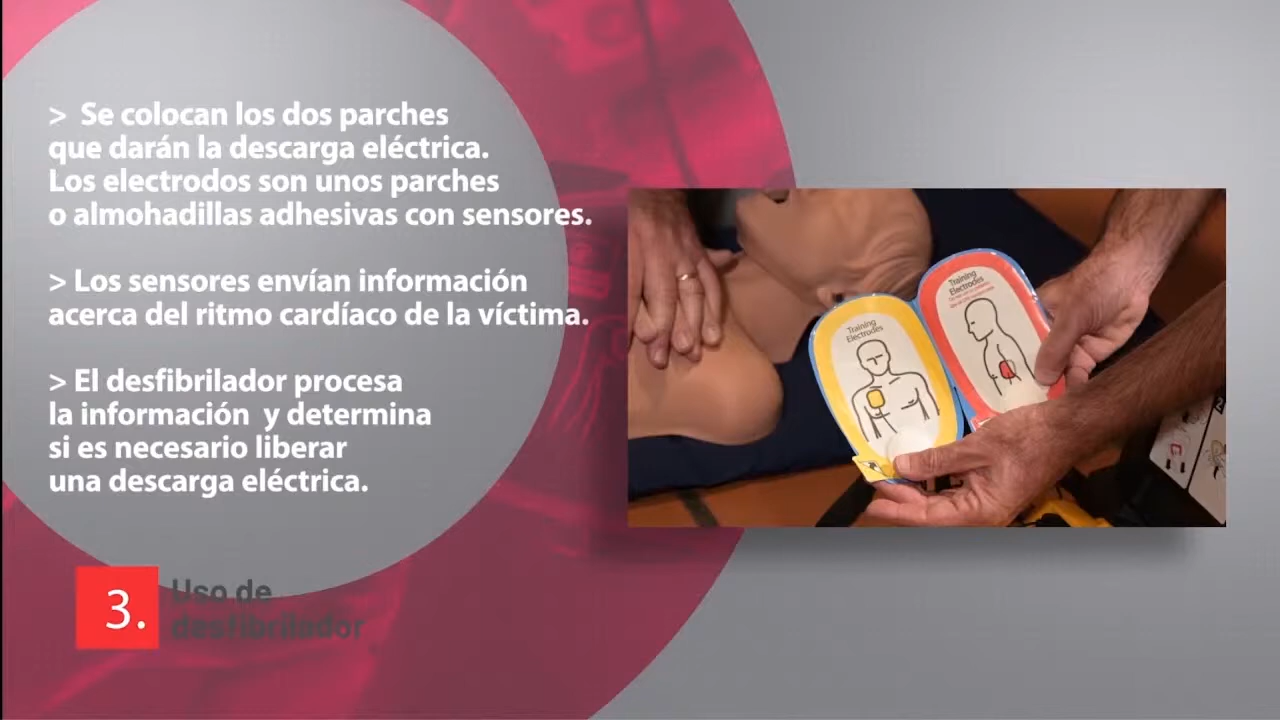 > Se colocan los dos parches
que darán la descarga eléctrica.
Los electrodos son unos parches
o almohadillas adhesivas con sensores.
> Los sensores envían información
acerca del ritmo cardíaco de la víctima.
> El desfibrilador procesa
la información y determina
si es necesario liberar
una descarga eléctrica.
Training
Electrodes
Training
Electrodes
3.
Uso de
desfibrilador